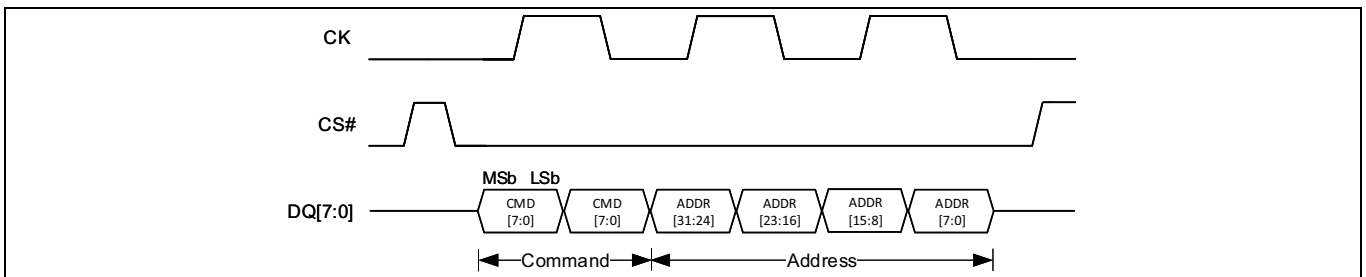 CK
CS#
MSb LSb
DQ[7:0]
CMD CMD ADDR ADDR ADDR ADDR
[7:0] [7:0] [31:24] [23:16] [15:8] [7:0]
Command Address